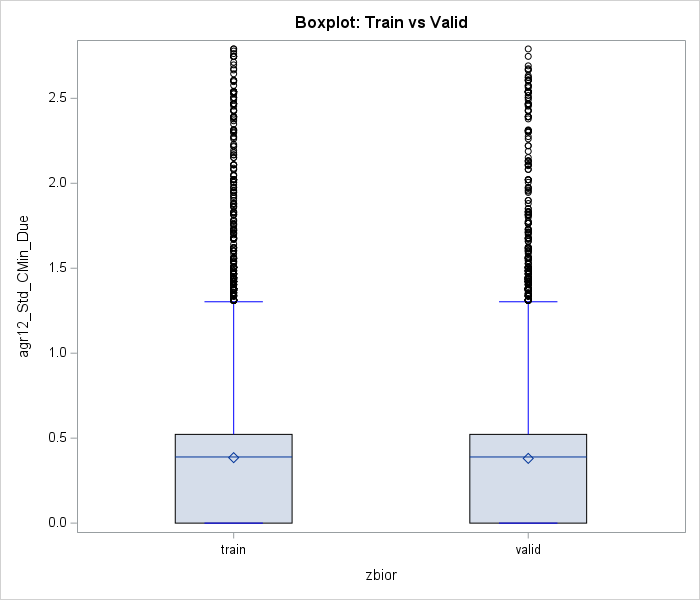 Boxplot: Train vs Valid
2.5
2.0
1.5
1.0
0.5
0.0
agr12_Std_CMin_Due
train
valid
zbior